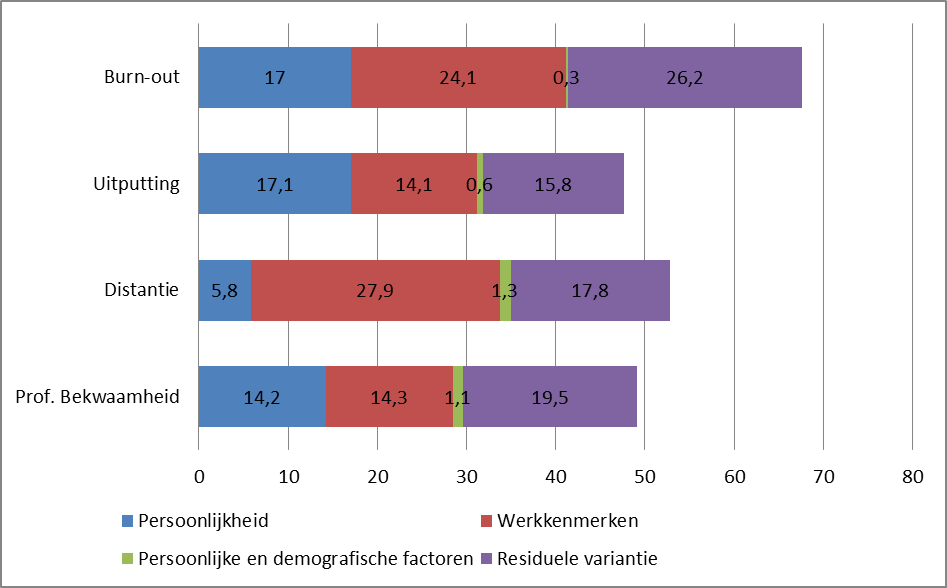 Burn-out 17 24,1 0,3 26,2
Uitputting 17,1 14,1 0,6 15,8
Distantie 5,8 27,9 1,3 17,8
Prof. Bekwaamheid 14,2 14,3 1,1 19,5
0 10 20 30 40 50 60 70 80
Persoonlijkheid Werkkenmerken
Persoonlijke en demografische factoren Residuele variantie